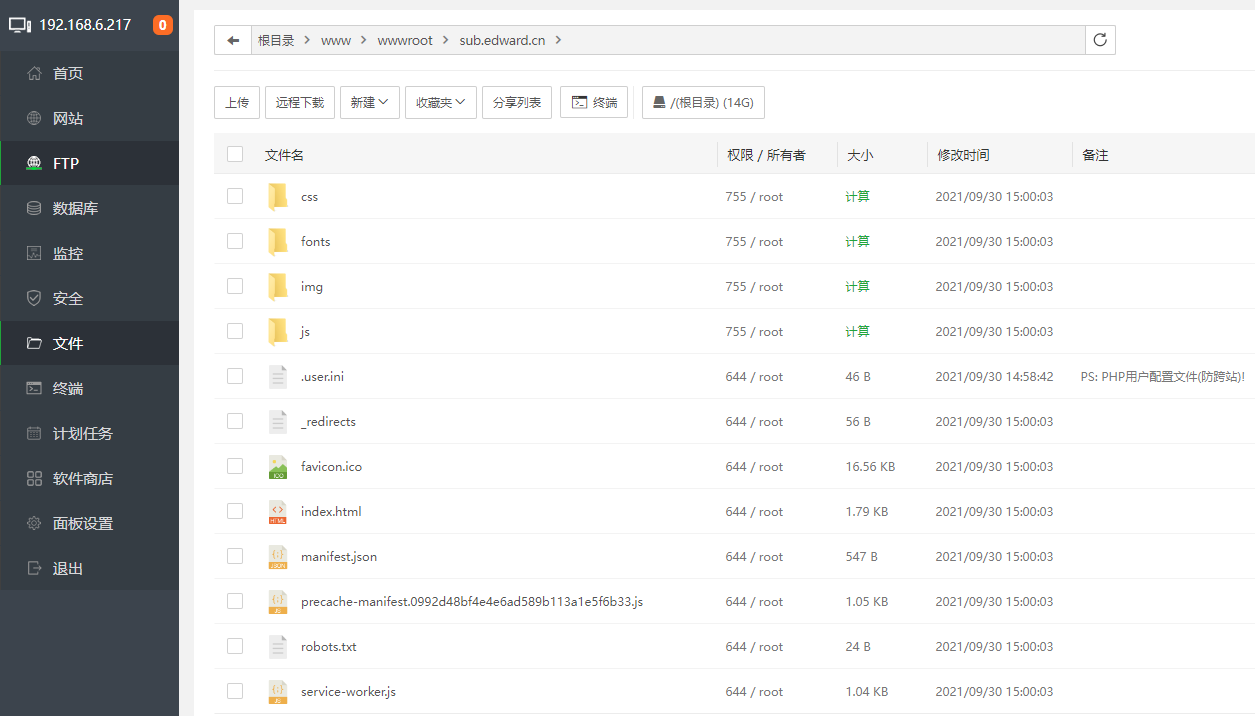 192.168.6.217 0
首页
网站
FTP
数据库
监控
安全
文件
终端
计划任务
软件商店
面板设置
退出
根目录 > www > wwwroot > sub.edward.cn >
上传 远程下载 新建 收藏夹 分享列表 终端 /(根目录) (14G)
文件名 权限 / 所有者 大小 修改时间 备注
css 755 / root 计算 2021/09/30 15:00:03
fonts 755 / root 计算 2021/09/30 15:00:03
img 755 / root 计算 2021/09/30 15:00:03
js 755 / root 计算 2021/09/30 15:00:03
.user.ini 644 / root 46 B 2021/09/30 14:58:42 PS: PHP用户配置文件(防跨站)!
_redirects 644 / root 56 B 2021/09/30 15:00:03
ICO favicon.ico 644 / root 16.56 KB 2021/09/30 15:00:03
HTML index.html 644 / root 1.79 KB 2021/09/30 15:00:03
JSON manifest.json 644 / root 547 B 2021/09/30 15:00:03
JS precache-manifest.0992d48bf4e4e6ad589b113a1e5f6b33.js 644 / root 1.05 KB 2021/09/30 15:00:03
robots.txt 644 / root 24 B 2021/09/30 15:00:03
JS service-worker.js 644 / root 1.04 KB 2021/09/30 15:00:03